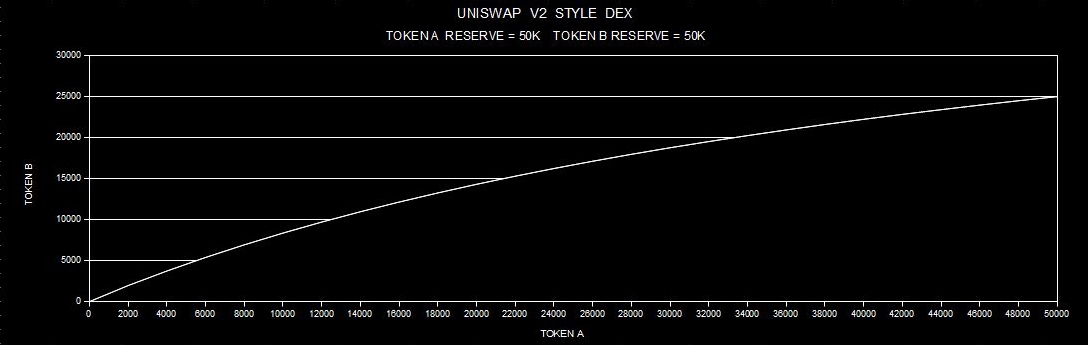 UNISWAP V2 STYLE DEX
TOKEN A RESERVE = 50K TOKEN B RESERVE = 50K
30000
25000
20000
15000
10000
5000
0
TOKEN B
0 2000 4000 6000 8000 10000 12000 14000 16000 18000 20000 22000 24000 26000 28000 30000 32000 34000 36000 38000 40000 42000 44000 46000 48000 50000
TOKEN A